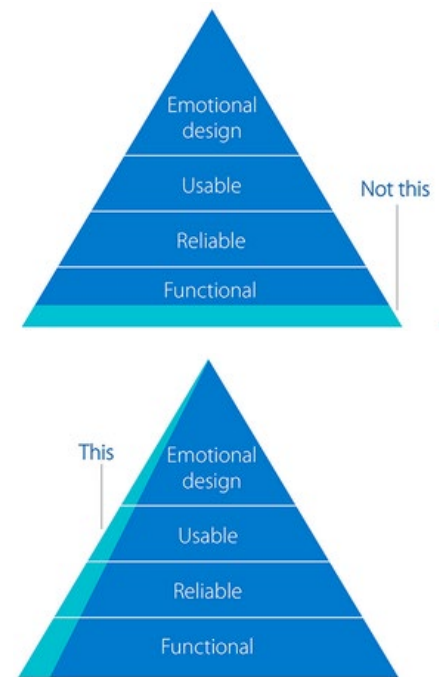 Emotional
design
Usable
Not this
Reliable
Functional
This
Emotional
design
Usable
Reliable
Functional